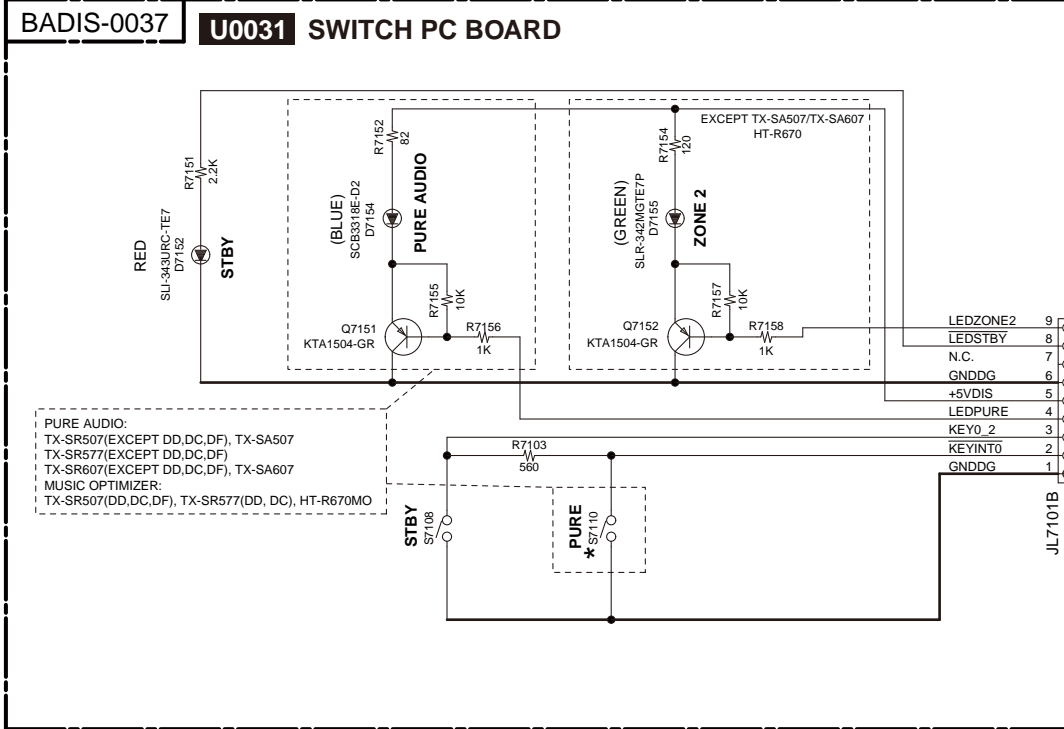 BADIS-0037
U0031 SWITCH PC BOARD
EXCEPT TX-SA507/TX-SA607
HT-R670
R7151
2.2K
RED
SLI-343URC-TE7
D7152
STBY
R7152
82
(BLUE)
SCB3318E-D2
D7154
PURE AUDIO
R7155
10K
Q7151
KTA1504-GR
R7156
1K
R7154
120
(GREEN)
SLR-342MGTE7P
D7155
ZONE 2
R7157
10K
Q7152
KTA1504-GR
R7158
1K
LEDZONE2 9
LEDSTBY 8
N.C. 7
GNDDG 6
+5VDIS 5
LEDPURE 4
KEY0_2 3
KEYINT0 2
GNDDG 1
JL7101B
PURE AUDIO:
TX-SR507(EXCEPT DD,DC,DF), TX-SA507
TX-SR577(EXCEPT DD,DC,DF)
TX-SR607(EXCEPT DD,DC,DF), TX-SA607
MUSIC OPTIMIZER:
TX-SR507(DD,DC,DF), TX-SR577(DD, DC), HT-R670MO
R7103
560
STBY
S7108
PURE
* S7110